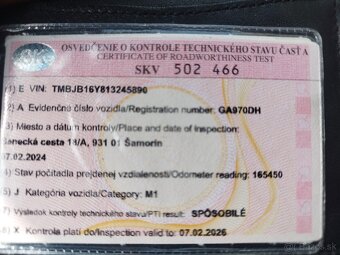 OSVEDČENIE O KONTROLE TECHNICKÉHO STAVU ČASŤ A
CERTIFICATE OF ROADWORTHINESS TEST
SKV 502 466
(1) E VIN: TMBJB16Y813245890
(2) A Evidenčné číslo vozidla/Registration number: GA970DH
(3) Miesto a dátum kontroly/Place and date of inspection:
Senecká cesta 18/A, 931 01 Šamorín
07.02.2024
(4) Stav počítadla prejdenej vzdialenosti/Odometer reading: 165450
(5) J Kategória vozidla/Category: M1
(7) Výsledok kontroly technického stavu/PTI result: SPÔSOBILÉ
(8) X Kontrola platí do/Inspection valid to: 07.02.2026